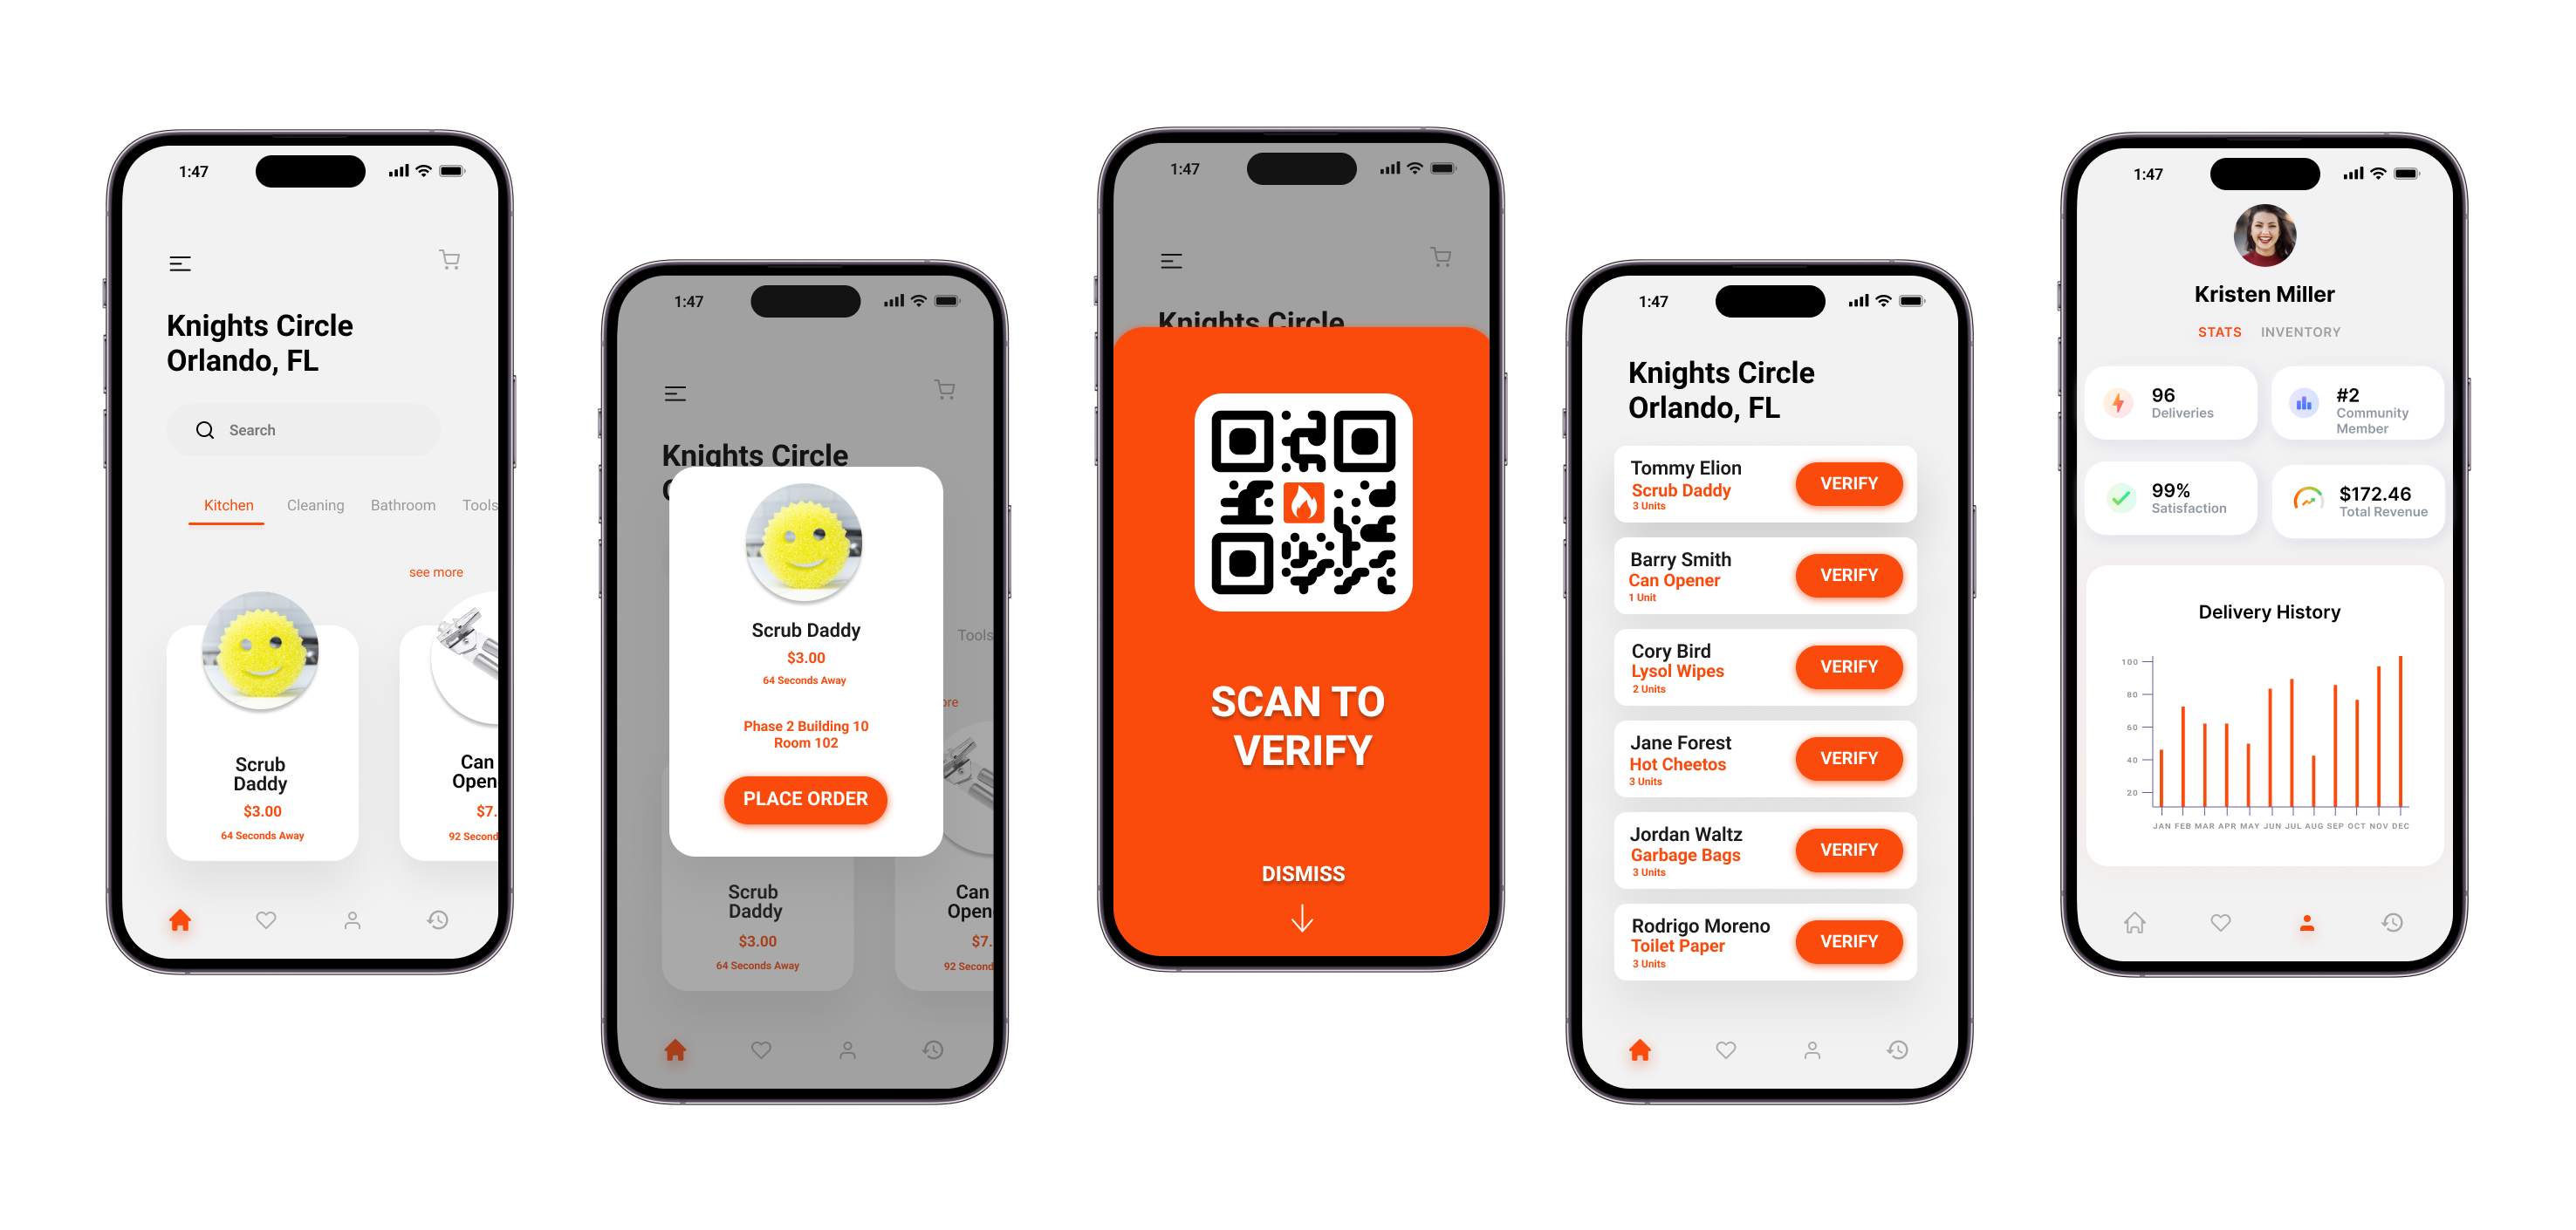 1:47
Knights Circle
Orlando, FL
Search
Kitchen Cleaning Bathroom Tools
see more
Scrub
Daddy
$3.00
64 Seconds Away
Can
Open
$7.
92 Second
1:47
Knights Circle
Tools
ore
Scrub Daddy
$3.00
64 Seconds Away
Phase 2 Building 10
Room 102
PLACE ORDER
Scrub
Daddy
$3.00
64 Seconds Away
Can
Open
$7.
92 Second
1:47
Knights Circle
SCAN TO
VERIFY
DISMISS
1:47
Knights Circle
Orlando, FL
Tommy Elion
Scrub Daddy
3 Units
VERIFY
Barry Smith
Can Opener
1 Unit
VERIFY
Cory Bird
Lysol Wipes
2 Units
VERIFY
Jane Forest
Hot Cheetos
3 Units
VERIFY
Jordan Waltz
Garbage Bags
3 Units
VERIFY
Rodrigo Moreno
Toilet Paper
3 Units
VERIFY
1:47
Kristen Miller
STATS INVENTORY
96
Deliveries
#2
Community
Member
99%
Satisfaction
$172.46
Total Revenue
Delivery History
100
80
60
40
20
JAN FEB MAR APR MAY JUN JUL AUG SEP OCT NOV DEC